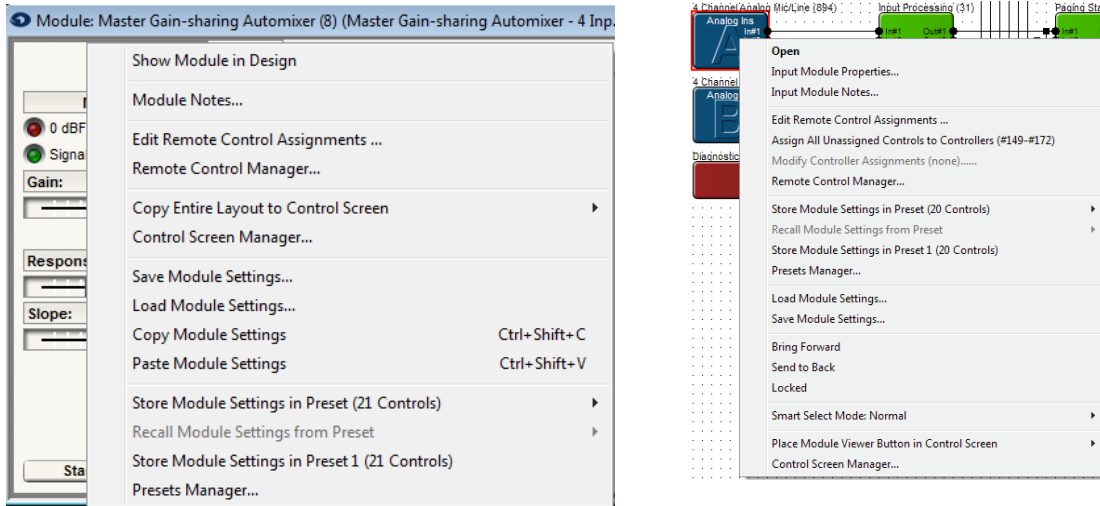 Module: Master Gain-sharing Automixer (8) (Master Gain-sharing Automixer - 4 Inp.
0 dBF
Signal
Gain:
Respons
Slope:
Sta
Show Module in Design
Module Notes...
Edit Remote Control Assignments ...
Remote Control Manager...
Copy Entire Layout to Control Screen
Control Screen Manager...
Save Module Settings...
Load Module Settings...
Copy Module Settings Ctrl+Shift+C
Paste Module Settings Ctrl+Shift+V
Store Module Settings in Preset (21 Controls)
Recall Module Settings from Preset
Store Module Settings in Preset 1 (21 Controls)
Presets Manager...
4 Channel Analog Mic/Line (894) Input Processing (31) Paging Sta
Analog Ins
In#1
A
In#1 Out#1
In#1
4 Channel
Analog
B
Diagnostic
Open
Input Module Properties...
Input Module Notes...
Edit Remote Control Assignments ...
Assign All Unassigned Controls to Controllers (#149-#172)
Modify Controller Assignments (none)......
Remote Control Manager...
Store Module Settings in Preset (20 Controls)
Recall Module Settings from Preset
Store Module Settings in Preset 1 (20 Controls)
Presets Manager...
Load Module Settings...
Save Module Settings...
Bring Forward
Send to Back
Locked
Smart Select Mode: Normal
Place Module Viewer Button in Control Screen
Control Screen Manager...